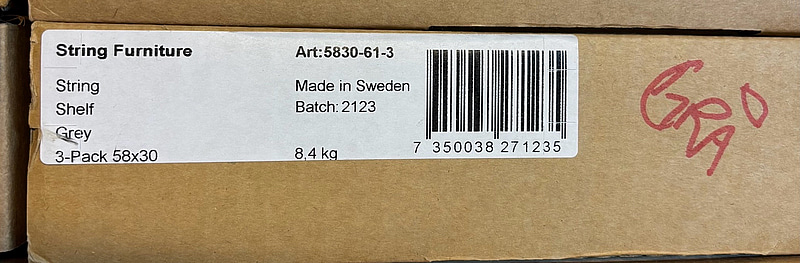 String Furniture
Art:5830-61-3
String
Made in Sweden
Shelf
Batch: 2123
Grey
3-Pack 58x30
8,4 kg
7 350038 271235